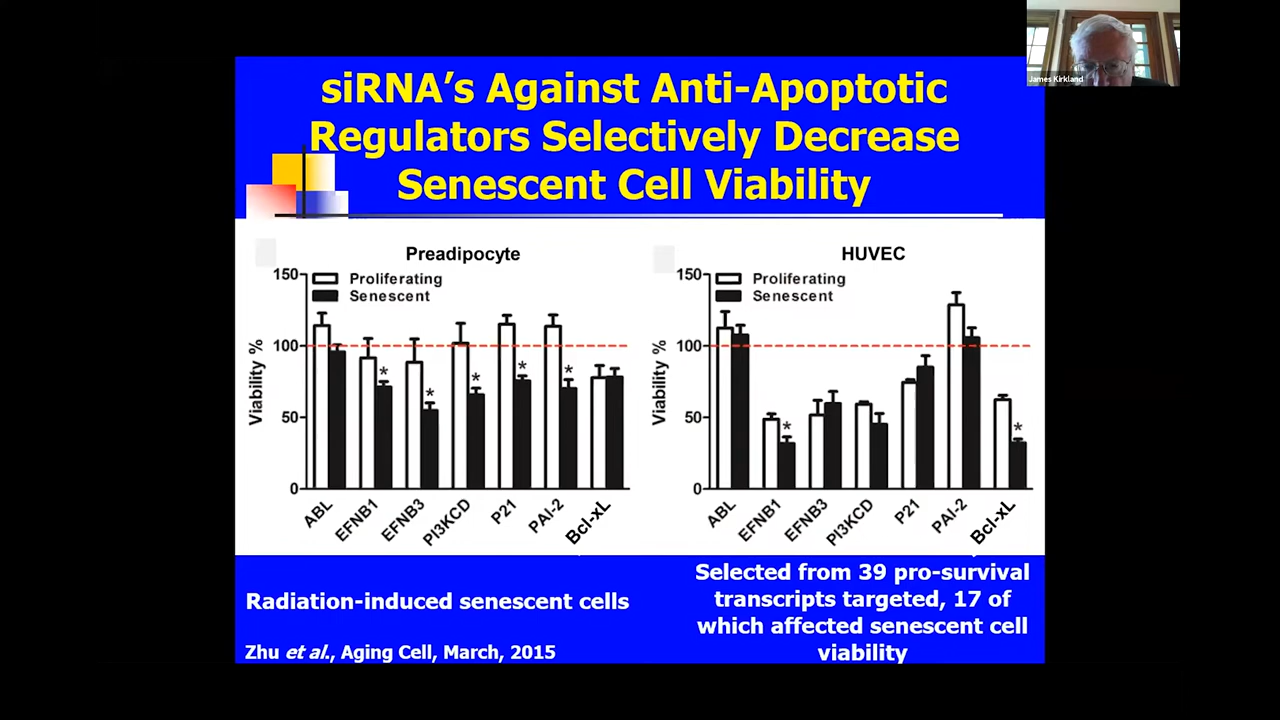 James Kirkland
siRNA's Against Anti-Apoptotic
Regulators Selectively Decrease
Senescent Cell Viability
Preadipocyte
Proliferating
Senescent
Viability %
150
100
50
0
* * * * *
ABL EFNB1 EFNB3 PI3KCD P21 PAI-2 Bcl-xL
HUVEC
Proliferating
Senescent
Viability %
150
100
50
0
* *
ABL EFNB1 EFNB3 PI3KCD P21 PAI-2 Bcl-xL
Radiation-induced senescent cells
Zhu et al., Aging Cell, March, 2015
Selected from 39 pro-survival
transcripts targeted, 17 of
which affected senescent cell
viability